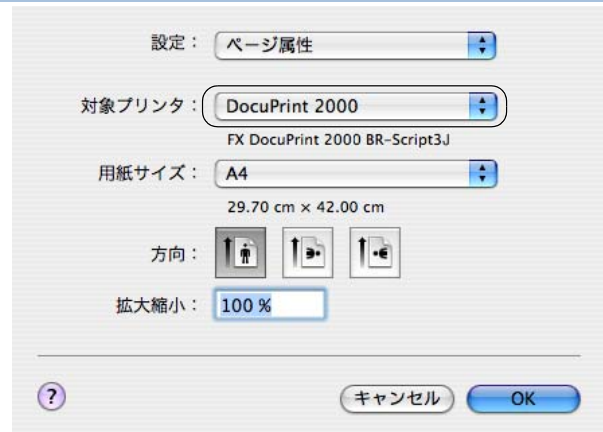 設定： ページ属性
対象プリンタ： DocuPrint 2000
FX DocuPrint 2000 BR-Script3J
用紙サイズ： A4
29.70 cm × 42.00 cm
方向：
拡大縮小： 100 %
? キャンセル OK